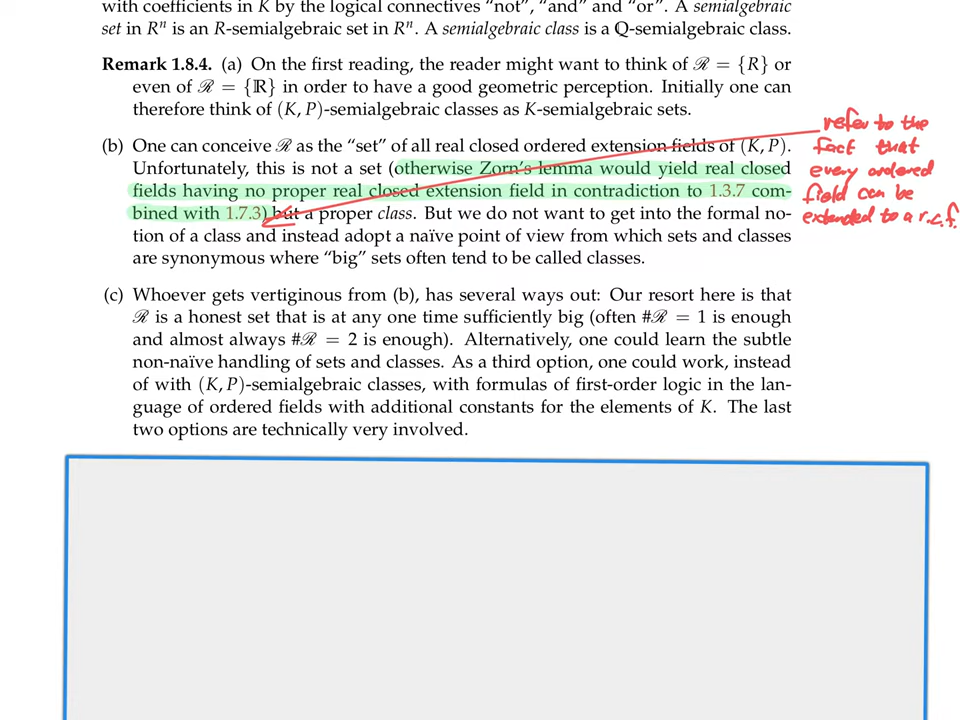 with coefficients in K by the logical connectives “not”, “and” and “or”. A semialgebraic
set in Rⁿ is an R-semialgebraic set in Rⁿ. A semialgebraic class is a ℚ-semialgebraic class.
Remark 1.8.4. (a) On the first reading, the reader might want to think of ℛ = {R} or
even of ℛ = {ℝ} in order to have a good geometric perception. Initially one can
therefore think of (K, P)-semialgebraic classes as K-semialgebraic sets.
(b) One can conceive ℛ as the “set” of all real closed ordered extension fields of (K, P).
Unfortunately, this is not a set (otherwise Zorn’s lemma would yield real closed
fields having no proper real closed extension field in contradiction to 1.3.7 com-
bined with 1.7.3) but a proper class. But we do not want to get into the formal no-
tion of a class and instead adopt a naïve point of view from which sets and classes
are synonymous where “big” sets often tend to be called classes.
refer to the
fact that
every ordered
field can be
extended to a r.c.f.
(c) Whoever gets vertiginous from (b), has several ways out: Our resort here is that
ℛ is a honest set that is at any one time sufficiently big (often #ℛ = 1 is enough
and almost always #ℛ = 2 is enough). Alternatively, one could learn the subtle
non-naïve handling of sets and classes. As a third option, one could work, instead
of with (K, P)-semialgebraic classes, with formulas of first-order logic in the lan-
guage of ordered fields with additional constants for the elements of K. The last
two options are technically very involved.